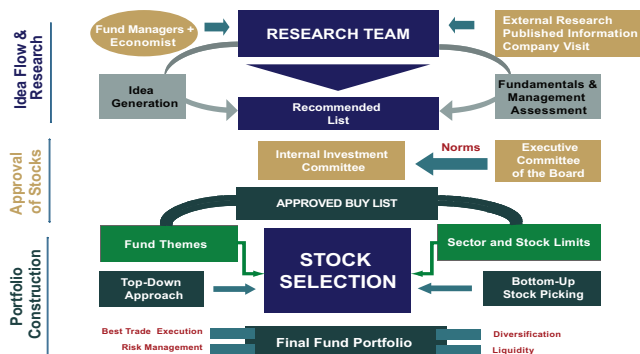 Idea Flow &
Research
Fund Managers +
Economist
RESEARCH TEAM
External Research
Published Information
Company Visit
Idea
Generation
Recommended
List
Fundamentals &
Management
Assessment
Approval
of Stocks
Internal Investment
Committee
Norms
Executive
Committee
of the Board
APPROVED BUY LIST
Portfolio
Construction
Fund Themes
STOCK
SELECTION
Sector and Stock Limits
Top-Down
Approach
Bottom-Up
Stock Picking
Best Trade Execution
Risk Management
Final Fund Portfolio
Diversification
Liquidity